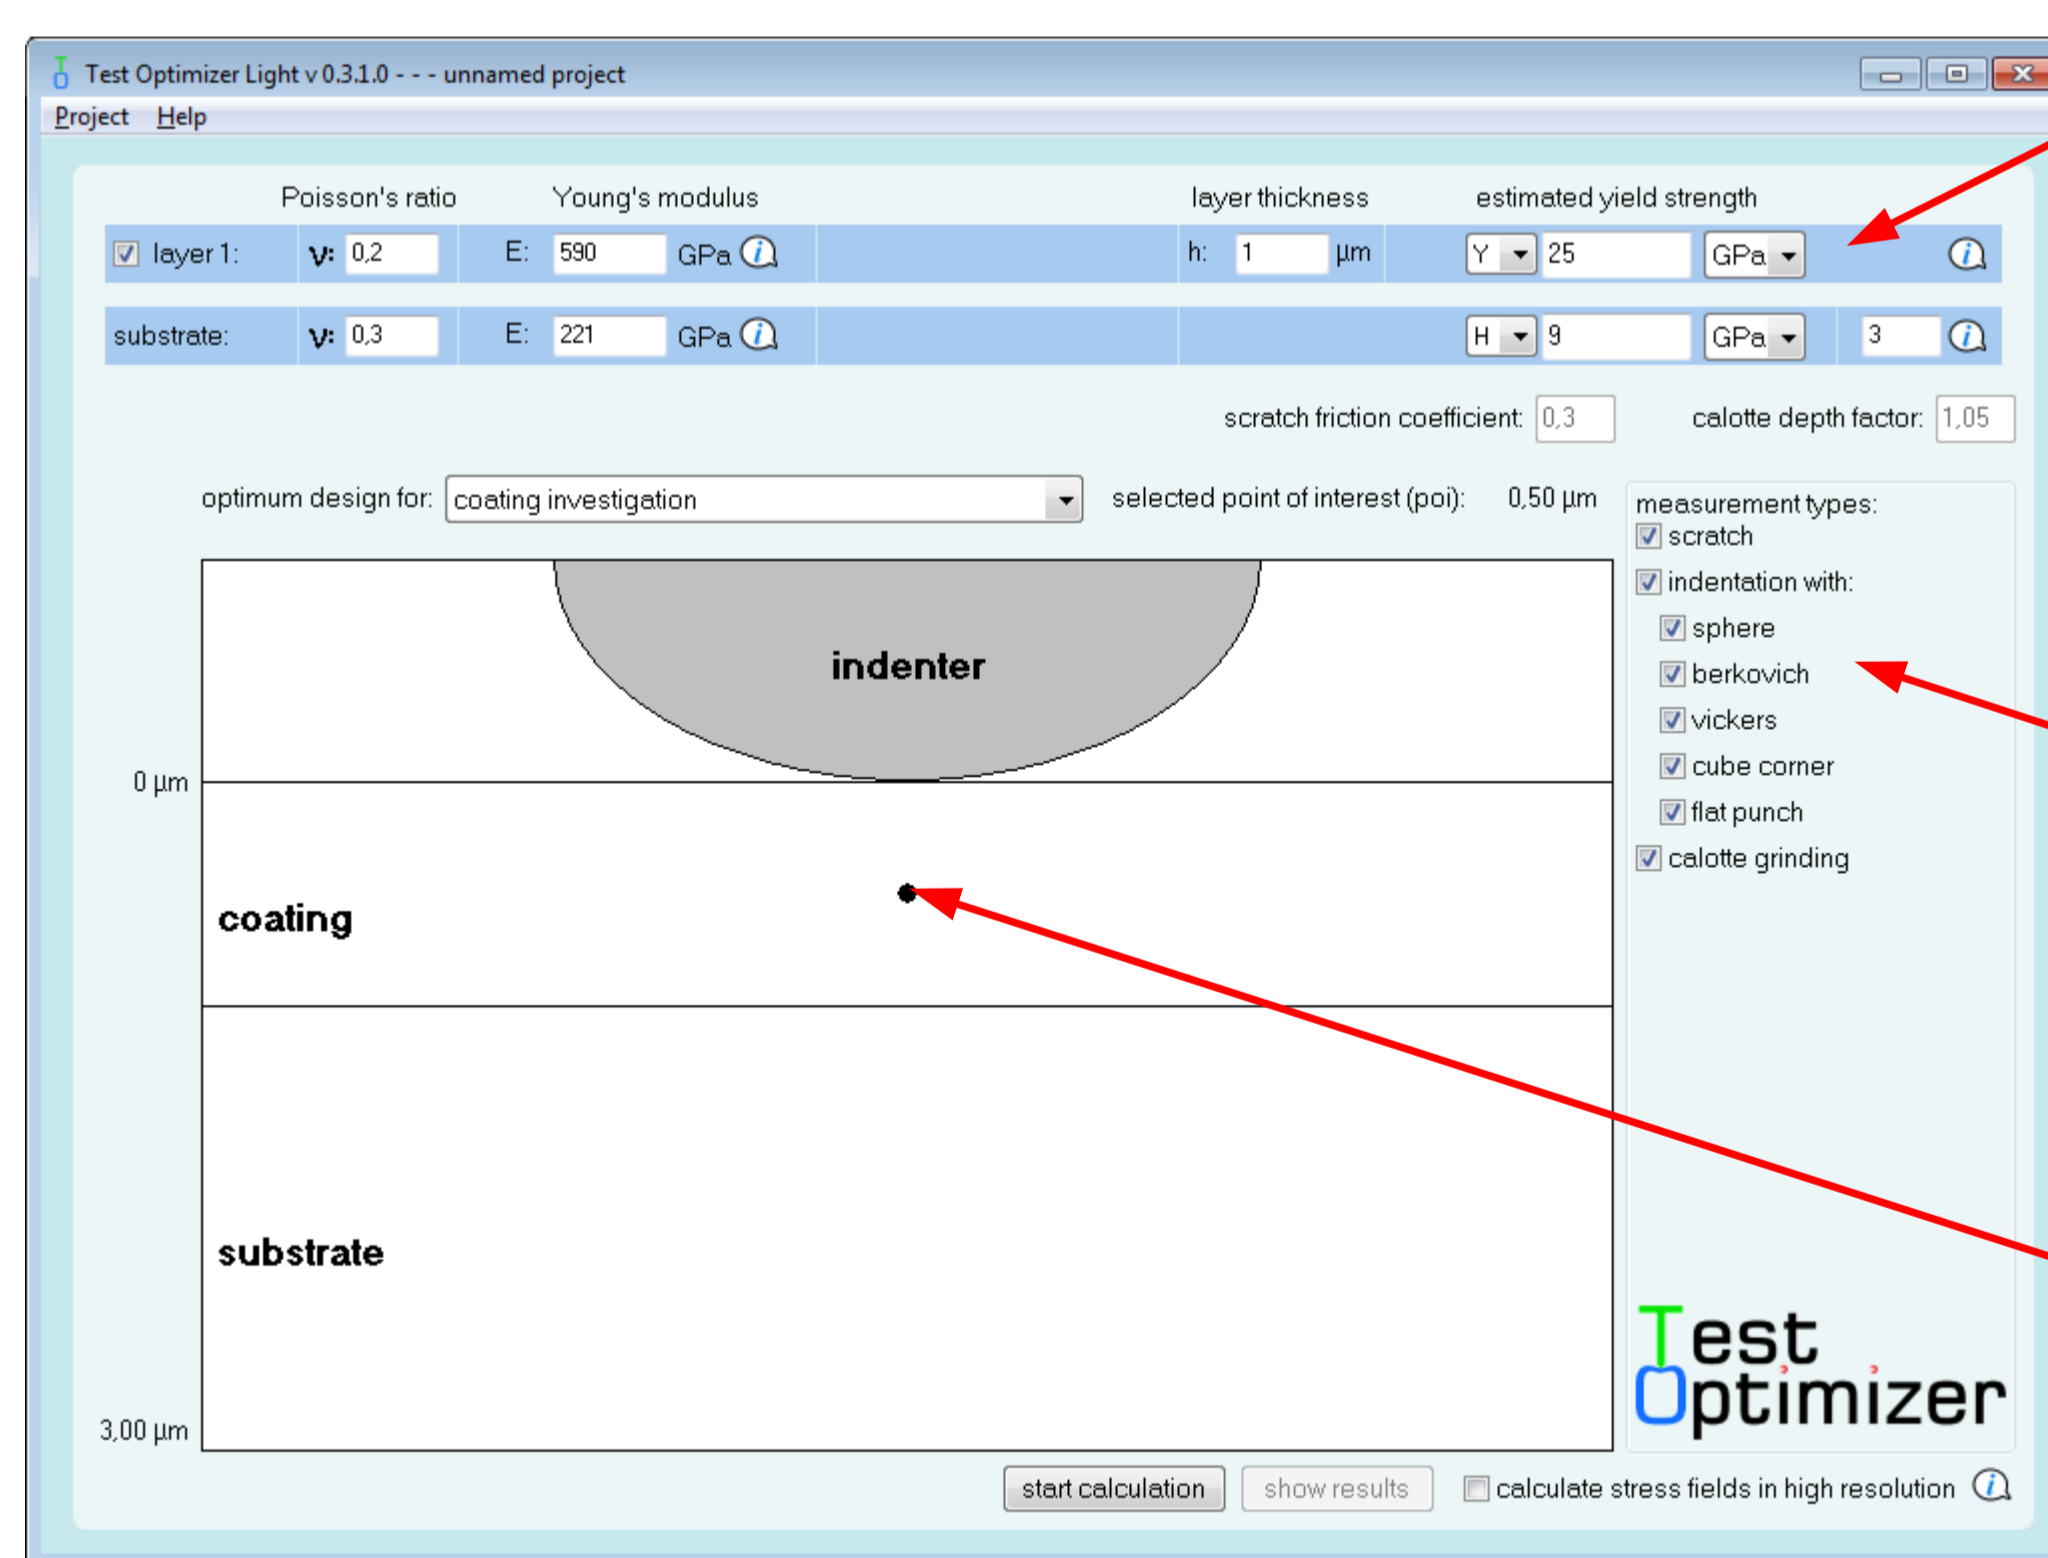 Test Optimizer Light v 0.3.1.0 - - - unnamed project
Project Help
Poisson's ratio Young's modulus layer thickness estimated yield strength
layer 1: ν: 0,2 E: 590 GPa i h: 1 µm Y 25 GPa i
substrate: ν: 0,3 E: 221 GPa i H 9 GPa 3 i
scratch friction coefficient: 0,3 calotte depth factor: 1,05
optimum design for: coating investigation selected point of interest (poi): 0,50 µm
measurement types:
scratch
indentation with:
sphere
berkovich
vickers
cube corner
flat punch
calotte grinding
indenter
0 µm
coating
substrate
3,00 µm
Test
Optimizer
start calculation show results calculate stress fields in high resolution i